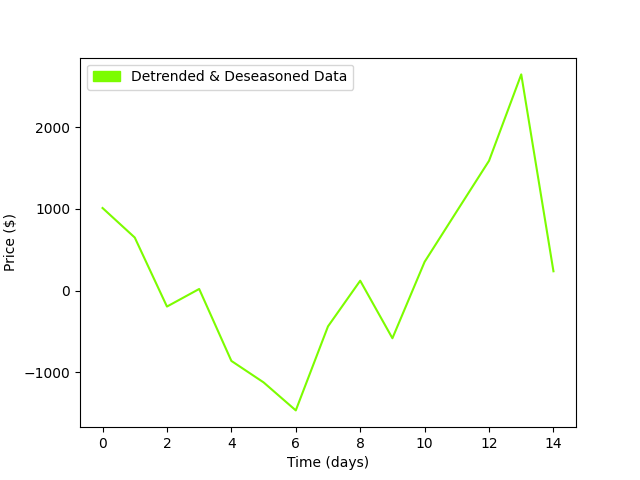 Detrended & Deseasoned Data
2000
1000
0
−1000
Price ($)
0 2 4 6 8 10 12 14
Time (days)